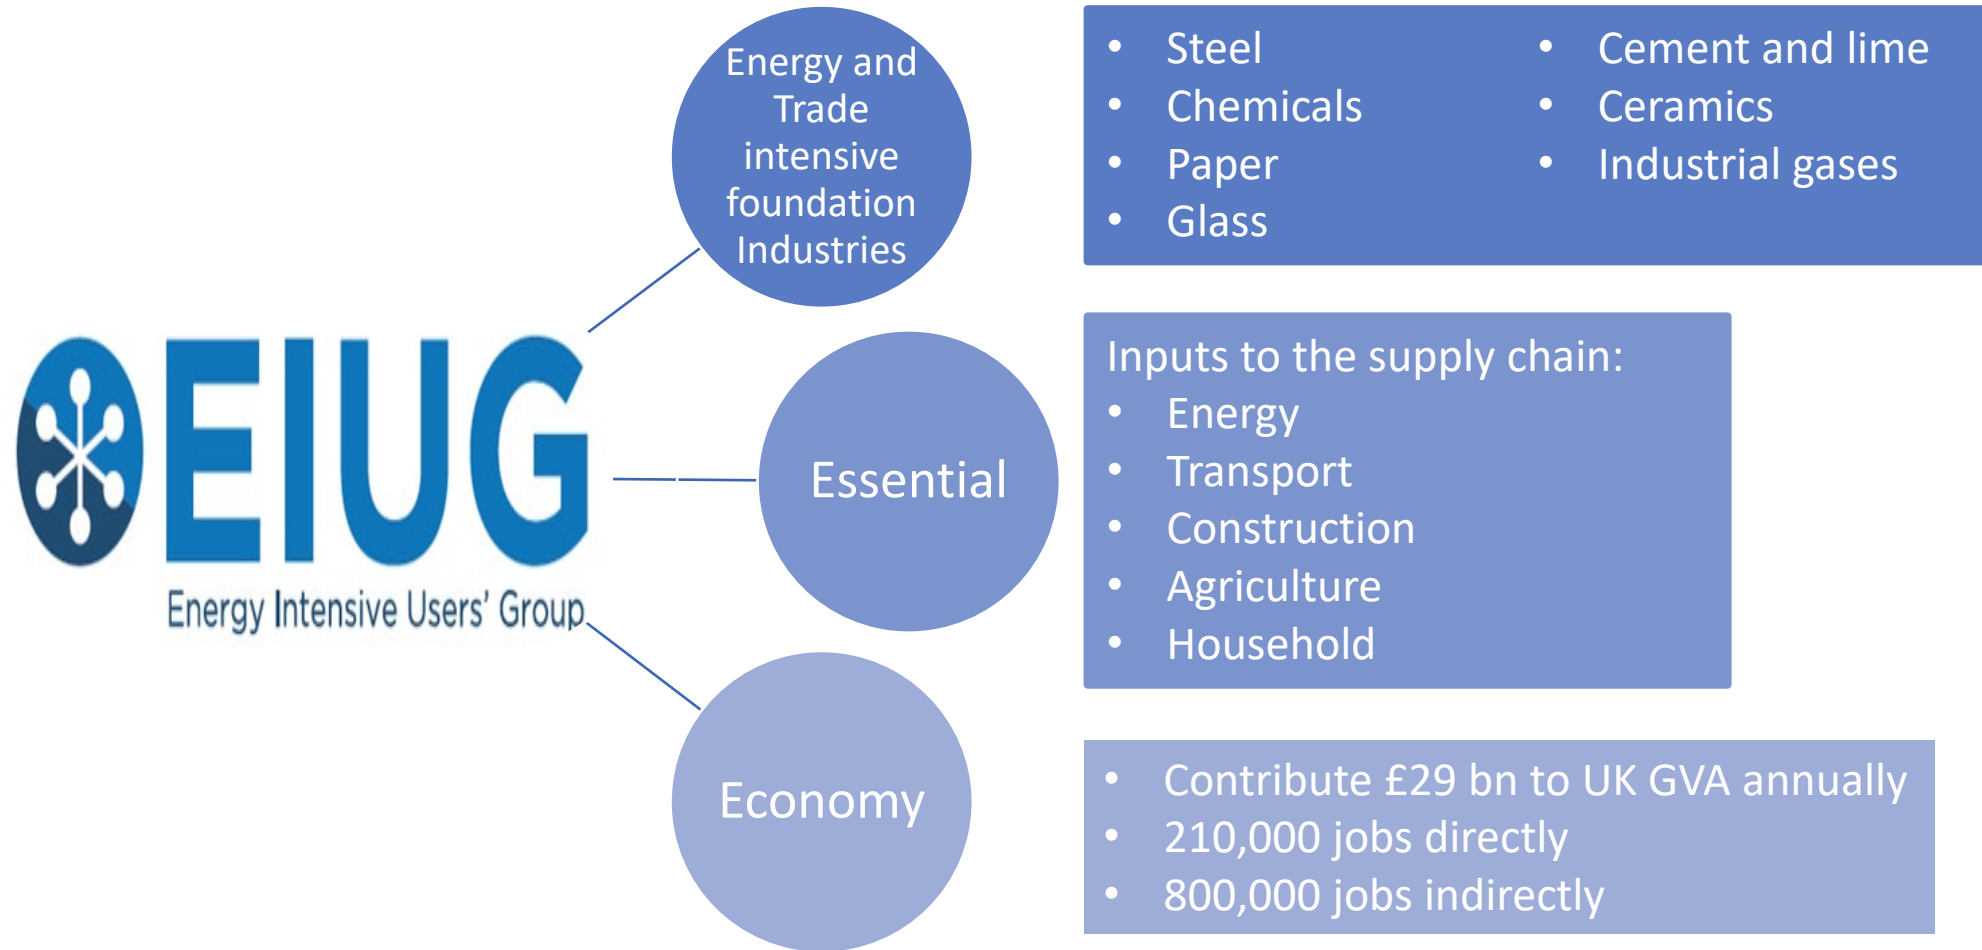 EIUG
Energy Intensive Users' Group
Energy and
Trade
intensive
foundation
Industries
• Steel
• Chemicals
• Paper
• Glass
• Cement and lime
• Ceramics
• Industrial gases
Essential
Inputs to the supply chain:
• Energy
• Transport
• Construction
• Agriculture
• Household
Economy
• Contribute £29 bn to UK GVA annually
• 210,000 jobs directly
• 800,000 jobs indirectly